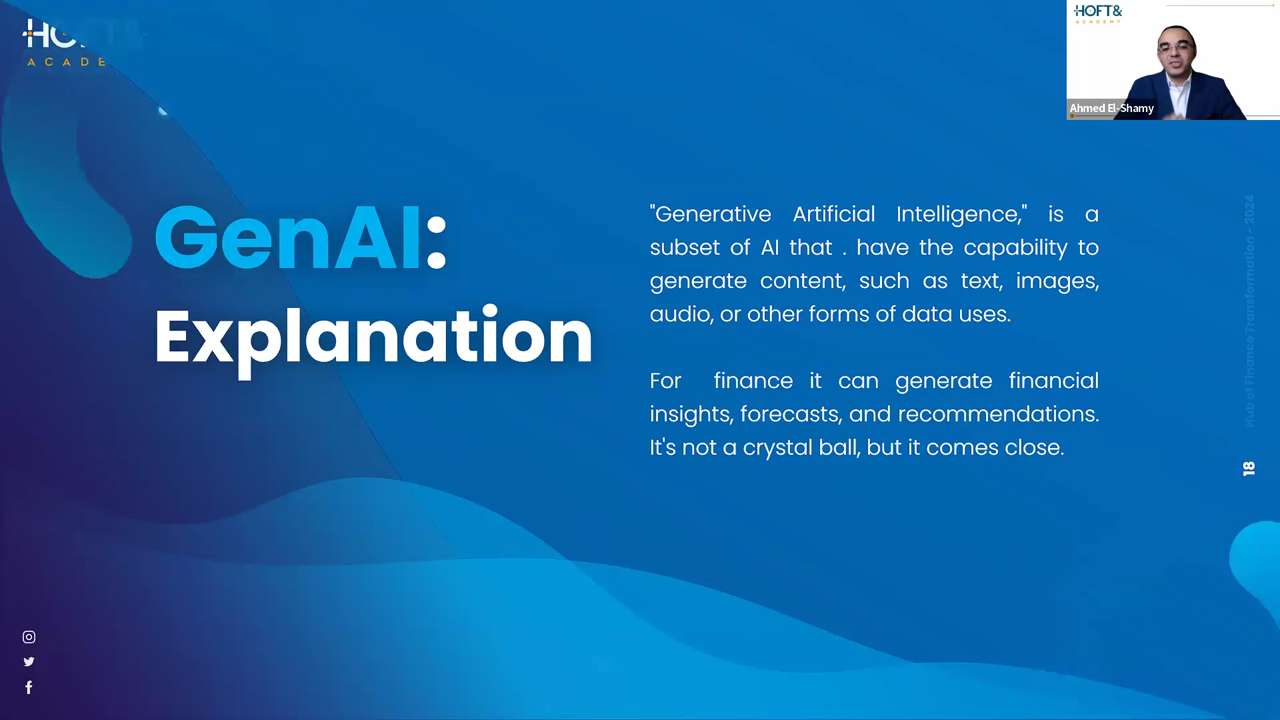 HOFT&
ACADE
HOFT&
ACADEMY
Ahmed El-Shamy
GenAI:
Explanation
"Generative Artificial Intelligence," is a
subset of AI that . have the capability to
generate content, such as text, images,
audio, or other forms of data uses.
For finance it can generate financial
insights, forecasts, and recommendations.
It's not a crystal ball, but it comes close.
Hub of Finance Transformation - 2024
18